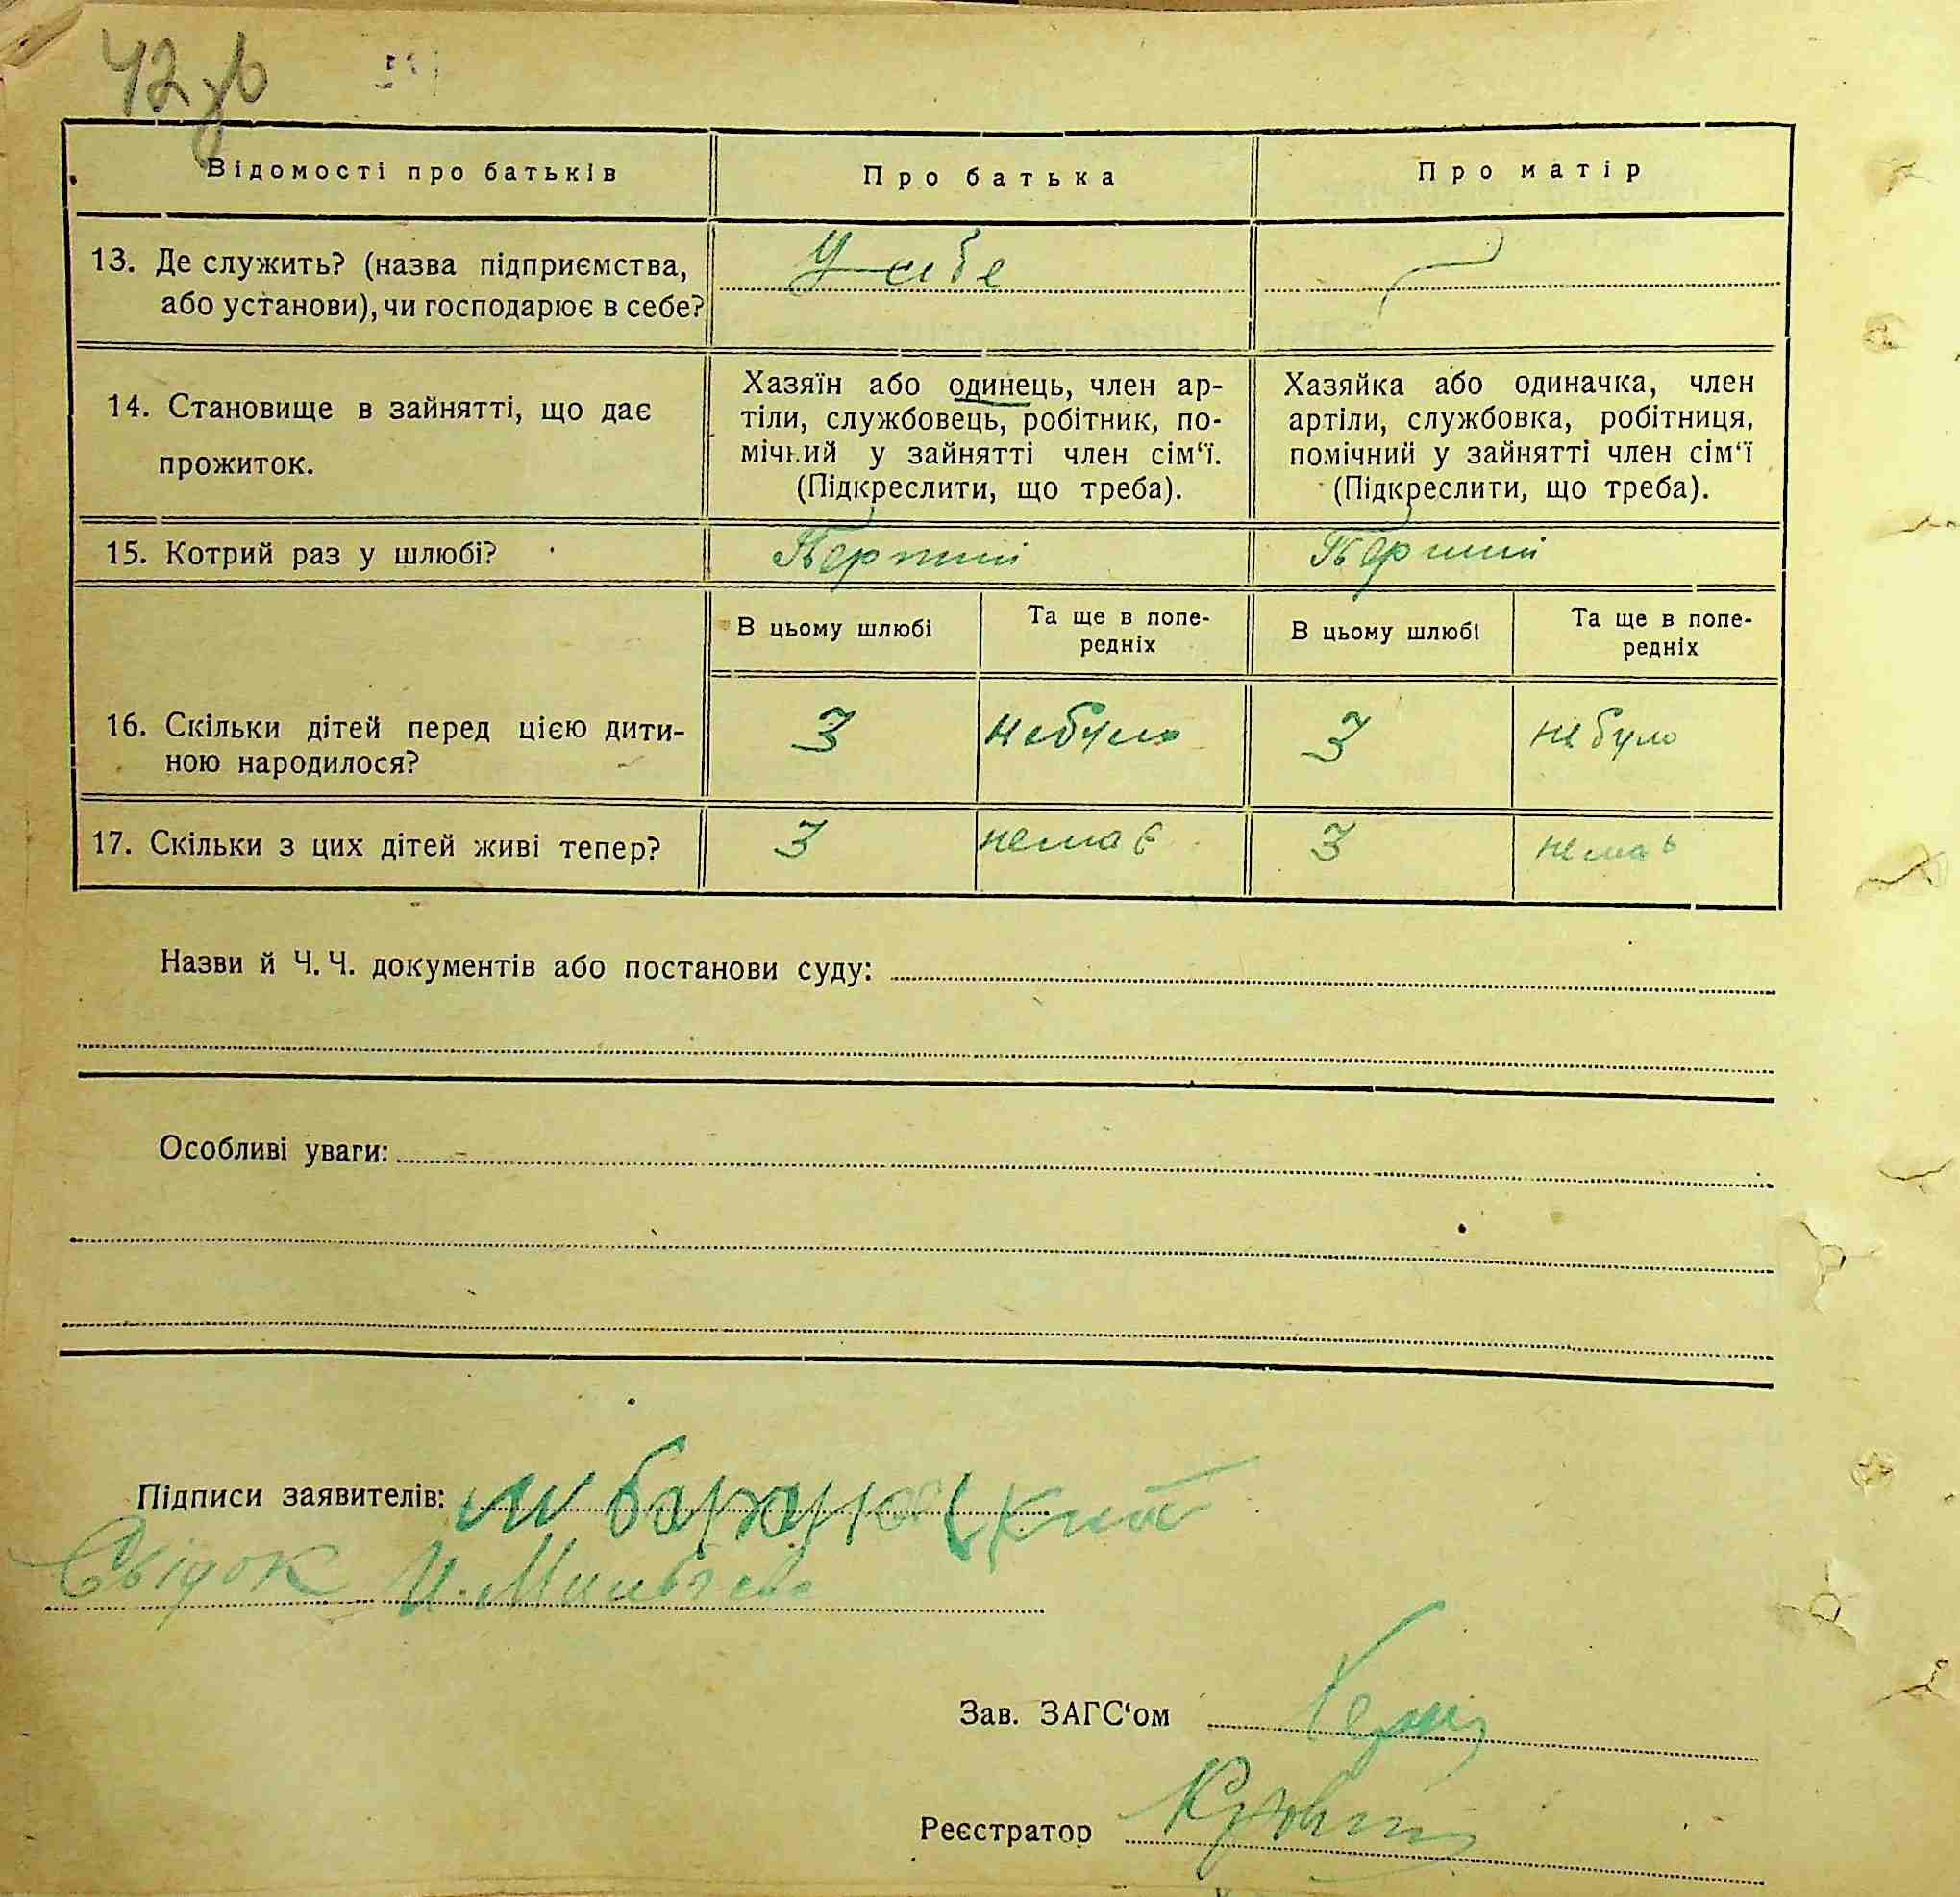 42зв
Відомості про батьків
Про батька
Про матір
13. Де служить? (назва підприємства,
або установи), чи господарює в себе?
У себе
14. Становище в зайнятті, що дає
прожиток.
Хазяїн або одинець, член ар-
тіли, службовець, робітник, по-
мічний у зайнятті член сім‘ї.
(Підкреслити, що треба).
Хазяйка або одиначка, член
артіли, службовка, робітниця,
помічний у зайнятті член сім‘ї
(Підкреслити, що треба).
15. Котрий раз у шлюбі?
Перший
Перший
В цьому шлюбі
Та ще в попе-
редніх
В цьому шлюбі
Та ще в попе-
редніх
16. Скільки дітей перед цією дити-
ною народилося?
3
небуло
3
небуло
17. Скільки з цих дітей живі тепер?
3
немає
3
немає
Назви й Ч. Ч. документів або постанови суду:
Особливі уваги:
Підписи заявителів:
Свідок И.
Зав. ЗАГС‘ом
Реєстратор